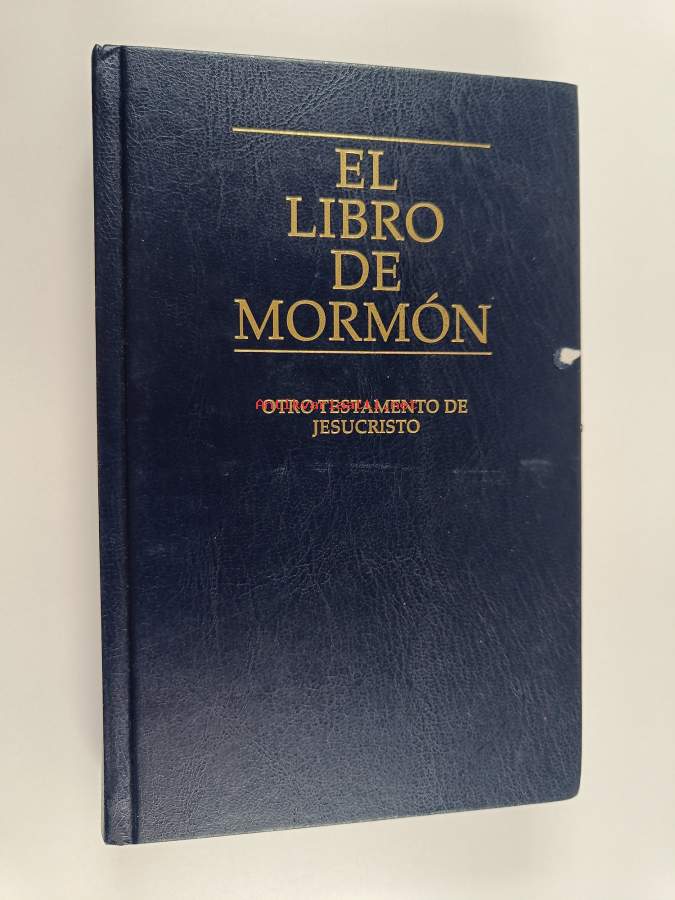 EL
LIBRO
DE
MORMÓN
OTRO TESTAMENTO DE
JESUCRISTO